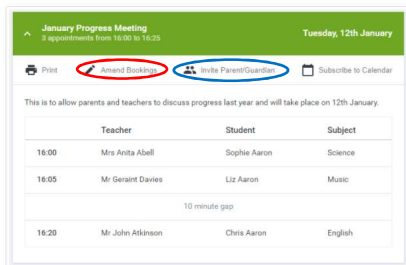 January Progress Meeting
3 appointments from 16:00 to 16:25
Tuesday, 12th January
Print
Amend Bookings
Invite Parent/Guardian
Subscribe to Calendar
This is to allow parents and teachers to discuss progress last year and will take place on 12th January.
Teacher Student Subject
16:00 Mrs Anita Abell Sophie Aaron Science
16:05 Mr Geraint Davies Liz Aaron Music
10 minute gap
16:20 Mr John Atkinson Chris Aaron English